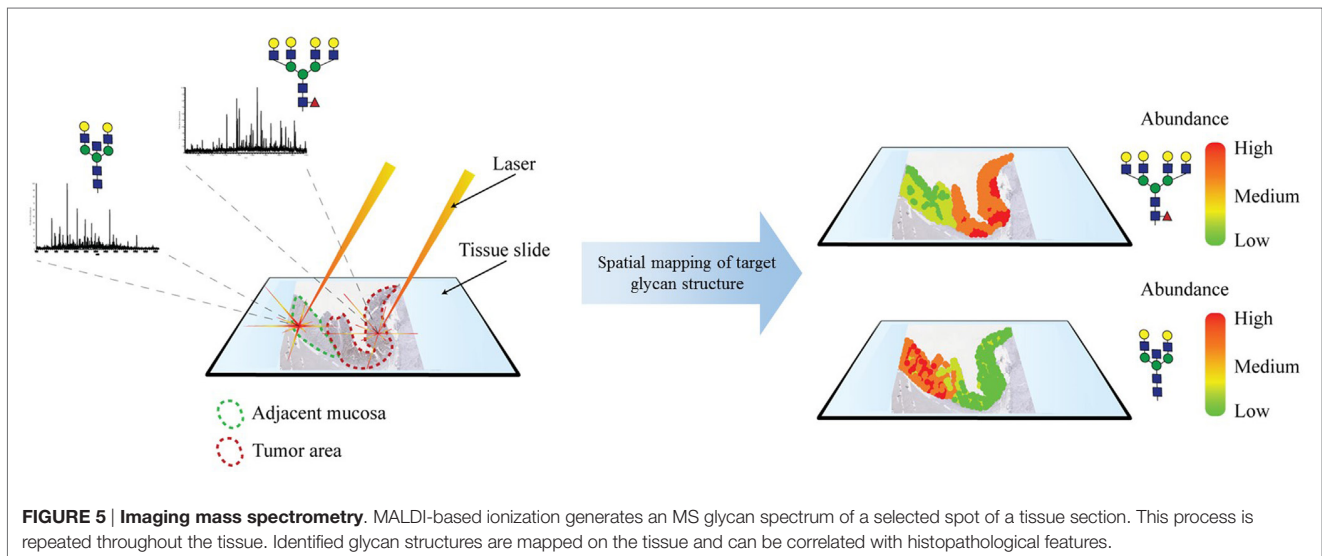 Laser
Tissue slide
Adjacent mucosa
Tumor area
Spatial mapping of target
glycan structure
Abundance
High
Medium
Low
Abundance
High
Medium
Low
FIGURE 5 | Imaging mass spectrometry. MALDI-based ionization generates an MS glycan spectrum of a selected spot of a tissue section. This process is
repeated throughout the tissue. Identified glycan structures are mapped on the tissue and can be correlated with histopathological features.